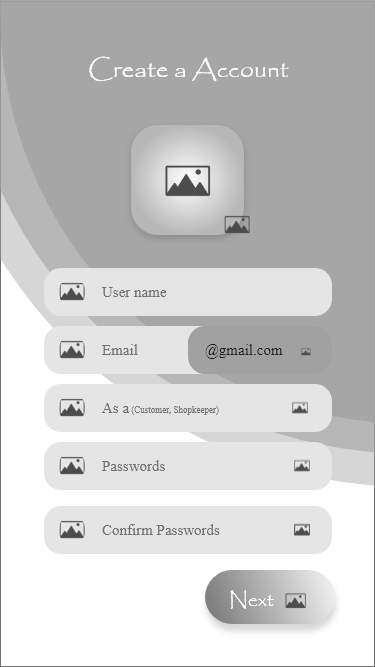 Create a Account
User name
Email @gmail.com
As a (Customer, Shopkeeper)
Passwords
Confirm Passwords
Next